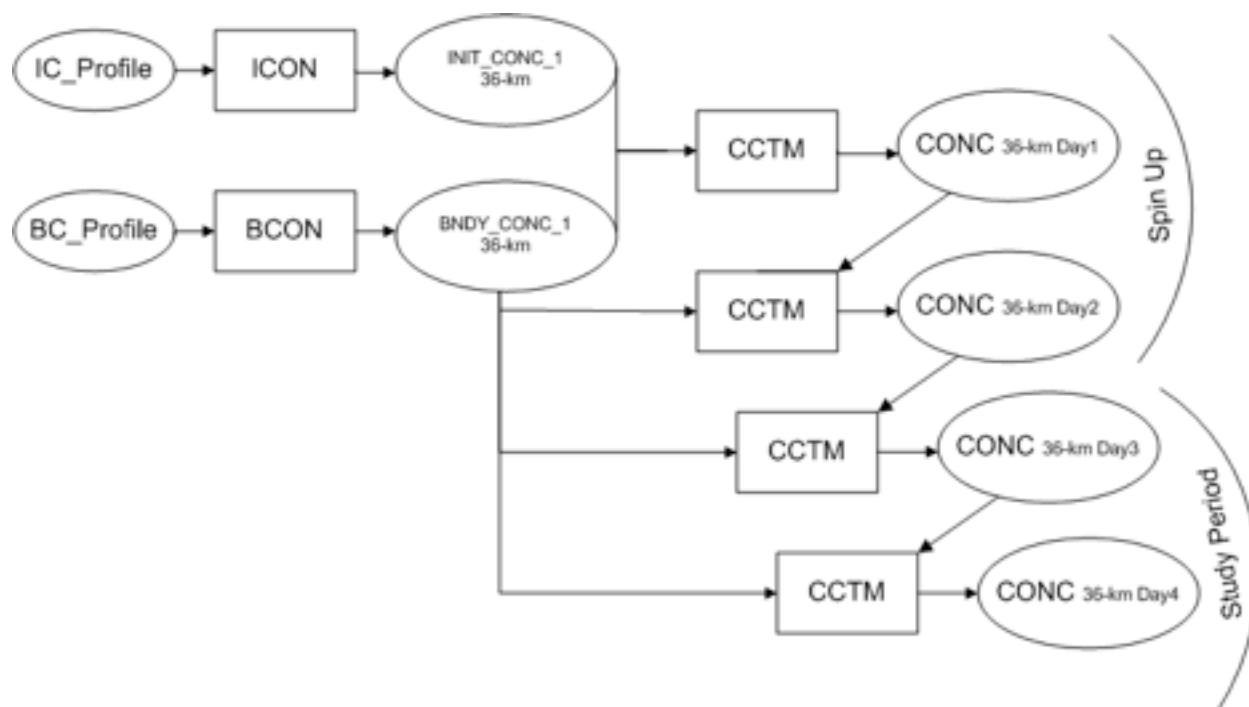 IC_Profile
ICON
INIT_CONC_1
36-km
CCTM
CONC 36-km Day1
Spin Up
BC_Profile
BCON
BNDY_CONC_1
36-km
CCTM
CONC 36-km Day2
CCTM
CONC 36-km Day3
Study Period
CCTM
CONC 36-km Day4